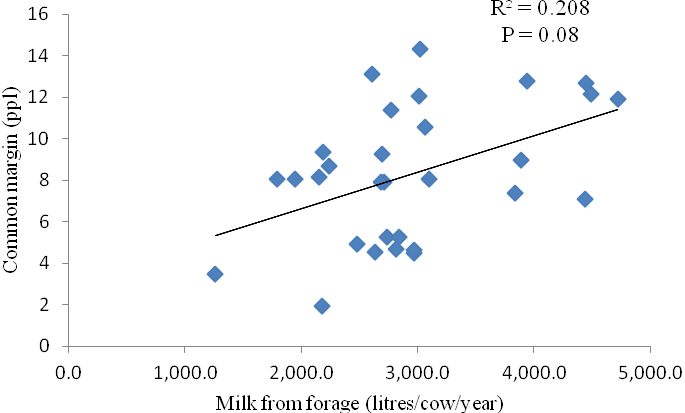 R² = 0.208
P = 0.08
16
14
12
10
8
6
4
2
0
Common margin (ppl)
0.0 1,000.0 2,000.0 3,000.0 4,000.0 5,000.0
Milk from forage (litres/cow/year)